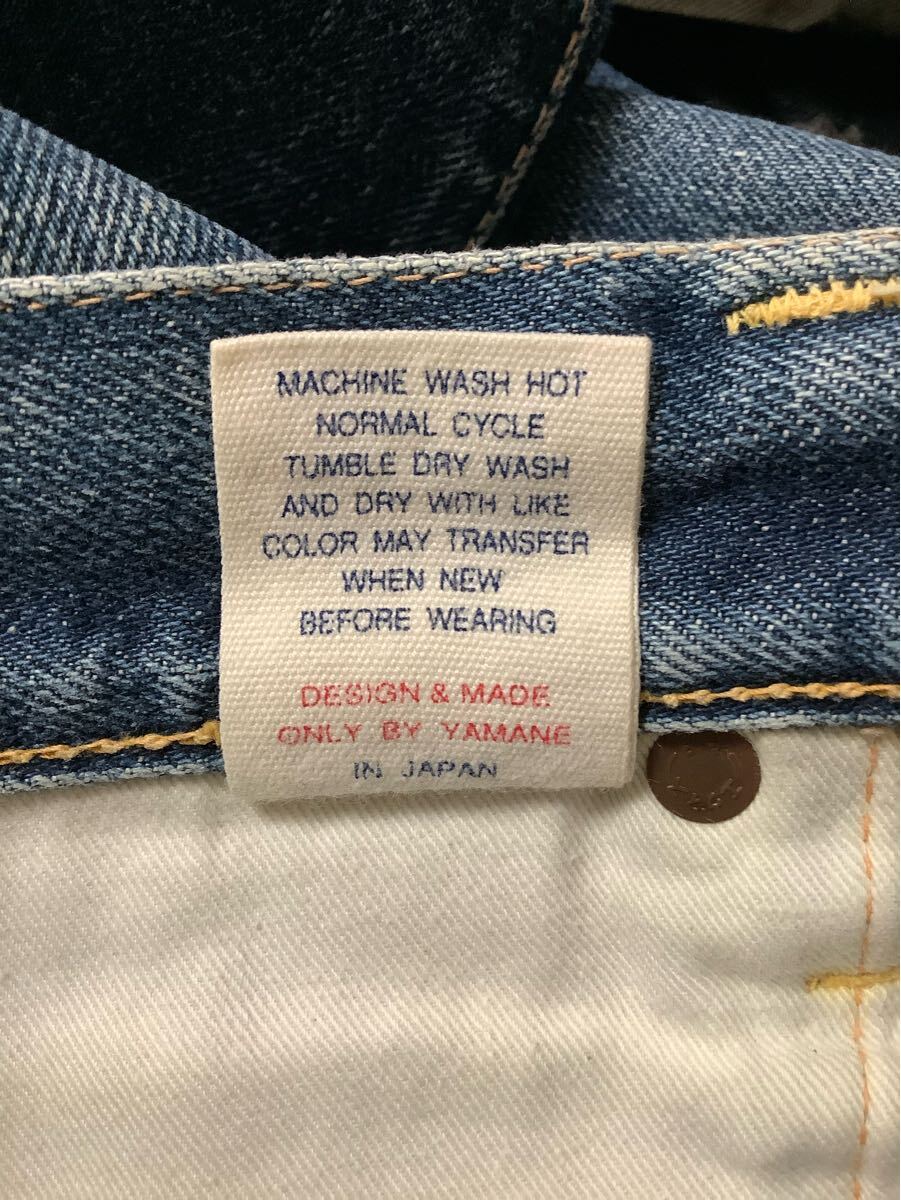 MACHINE WASH HOT
NORMAL CYCLE
TUMBLE DRY WASH
AND DRY WITH LIKE
COLOR MAY TRANSFER
WHEN NEW
BEFORE WEARING
DESIGN & MADE
ONLY BY YAMANE
IN JAPAN